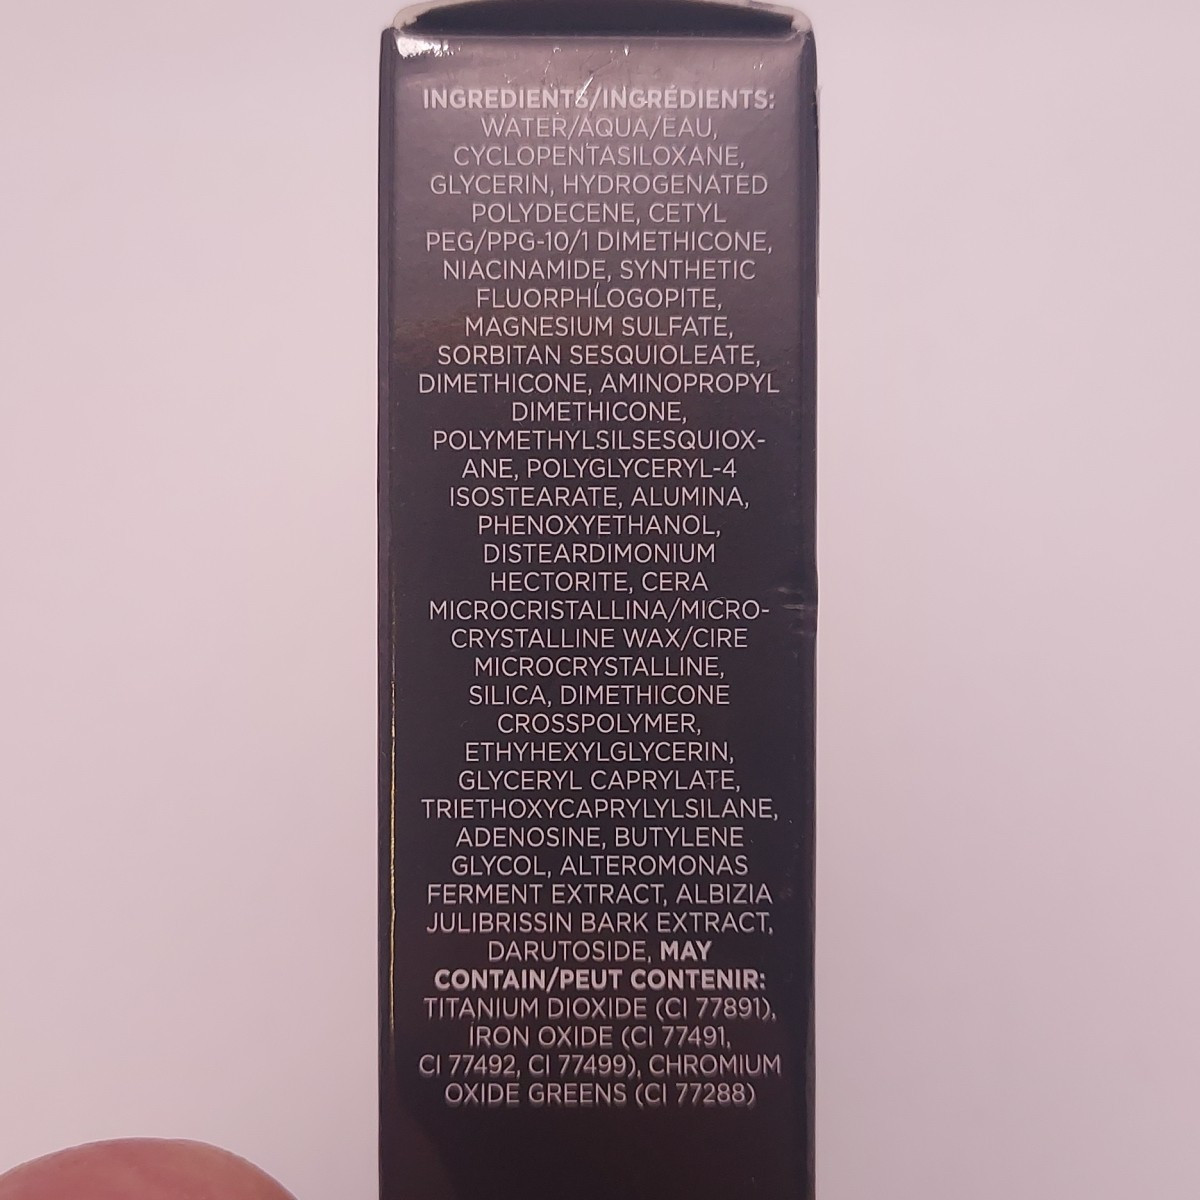 INGREDIENTS/INGRÉDIENTS:
WATER/AQUA/EAU,
CYCLOPENTASILOXANE,
GLYCERIN, HYDROGENATED
POLYDECENE, CETYL
PEG/PPG-10/1 DIMETHICONE,
NIACINAMIDE, SYNTHETIC
FLUORPHLOGOPITE,
MAGNESIUM SULFATE,
SORBITAN SESQUIOLEATE,
DIMETHICONE, AMINOPROPYL
DIMETHICONE,
POLYMETHYLSILSESQUIOX-
ANE, POLYGLYCERYL-4
ISOSTEARATE, ALUMINA,
PHENOXYETHANOL,
DISTEARDIMONIUM
HECTORITE, CERA
MICROCRISTALLINA/MICRO-
CRYSTALLINE WAX/CIRE
MICROCRYSTALLINE,
SILICA, DIMETHICONE
CROSSPOLYMER,
ETHYHEXYLGLYCERIN,
GLYCERYL CAPRYLATE,
TRIETHOXYCAPRYLYLSILANE,
ADENOSINE, BUTYLENE
GLYCOL, ALTEROMONAS
FERMENT EXTRACT, ALBIZIA
JULIBRISSIN BARK EXTRACT,
DARUTOSIDE, MAY
CONTAIN/PEUT CONTENIR:
TITANIUM DIOXIDE (CI 77891),
IRON OXIDE (CI 77491,
CI 77492, CI 77499), CHROMIUM
OXIDE GREENS (CI 77288)